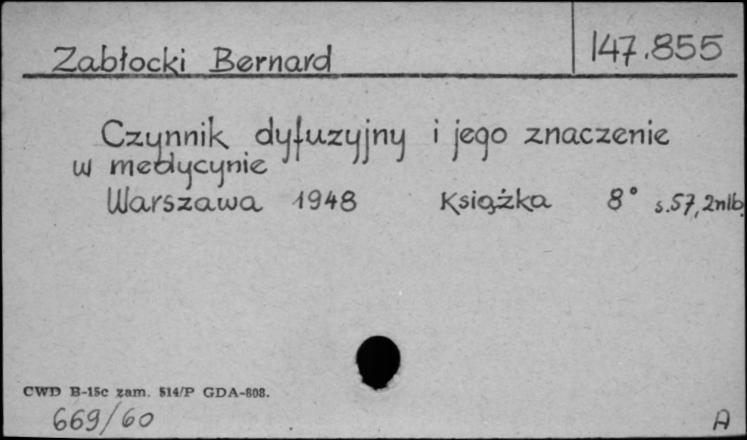 Zabłocki Bernard
147.855
Czynnik dyfuzyjny i jego znaczenie
w medycynie
Warszawa 1948 Książka 8° s.57,2nlb.
CWD B-15c zam. 514/P GDA-808.
669/60
A